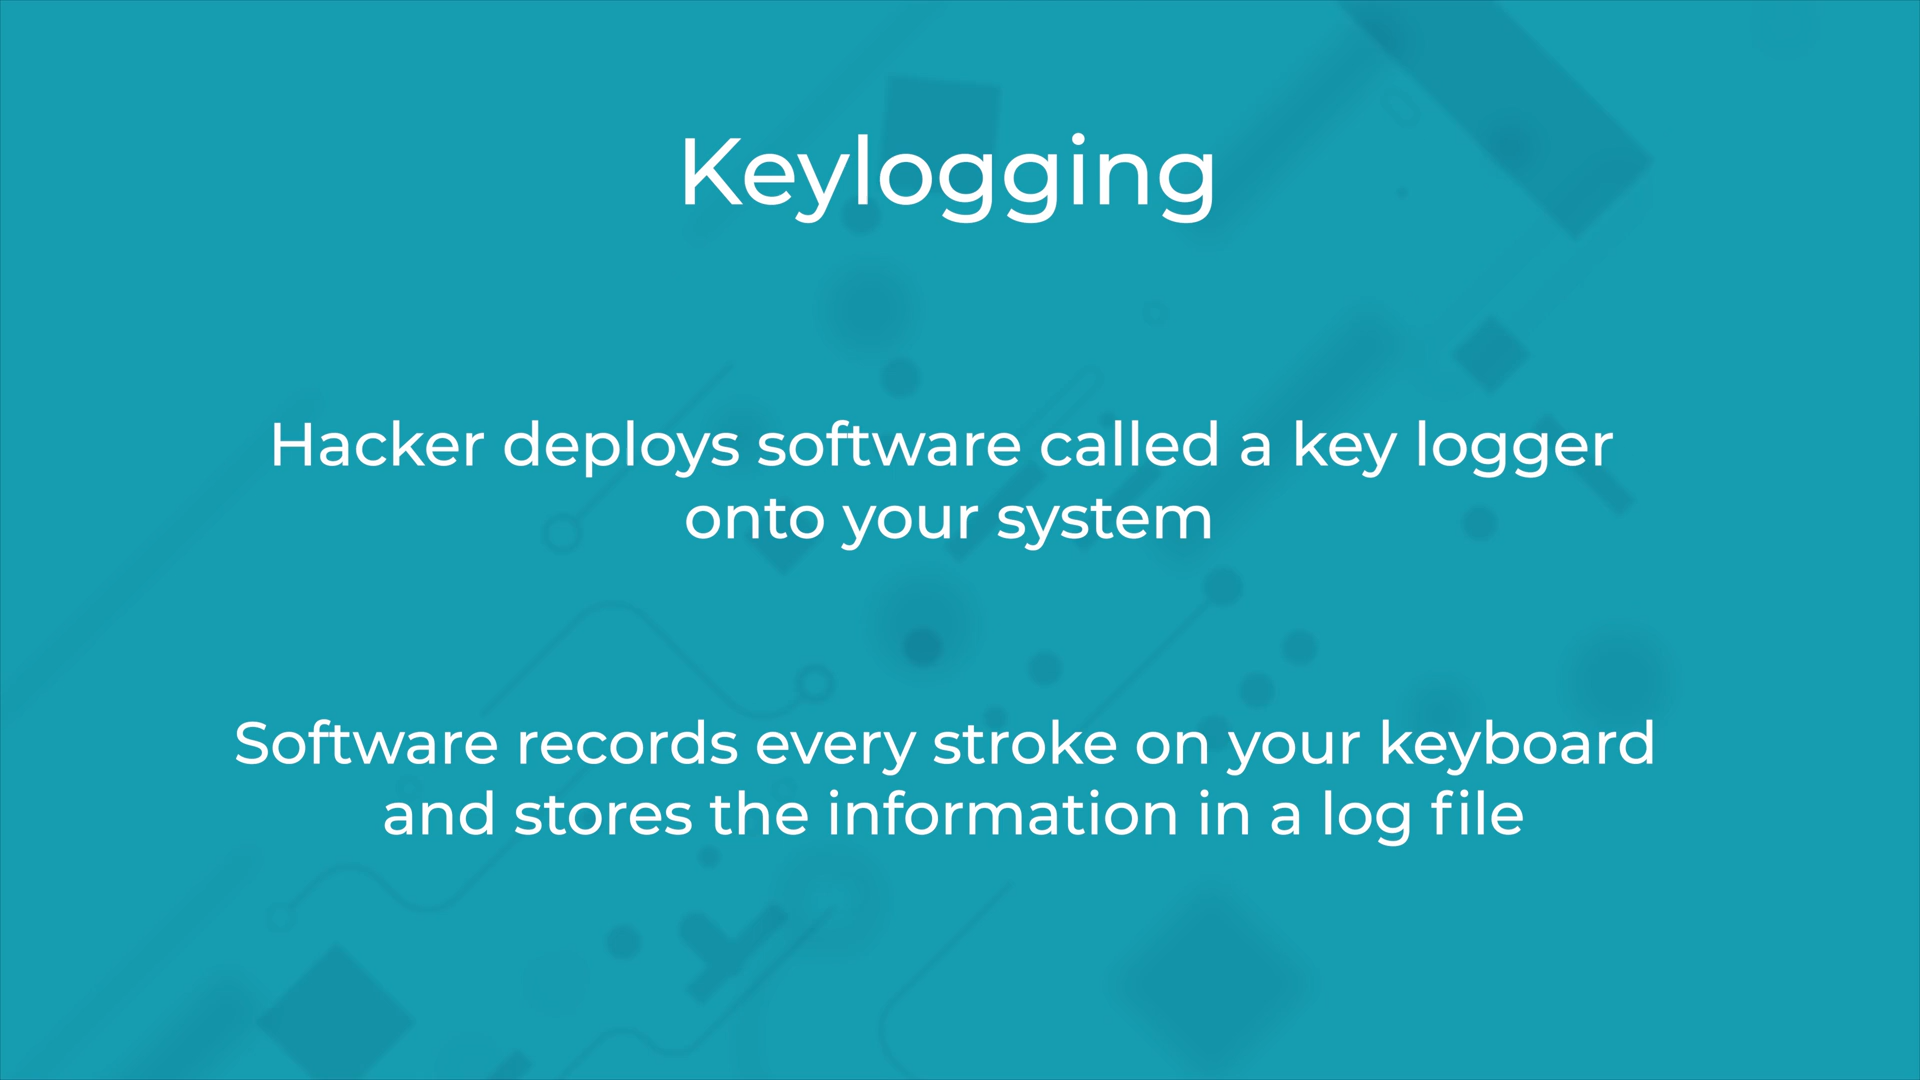 Keylogging
Hacker deploys software called a key logger
onto your system
Software records every stroke on your keyboard
and stores the information in a log file